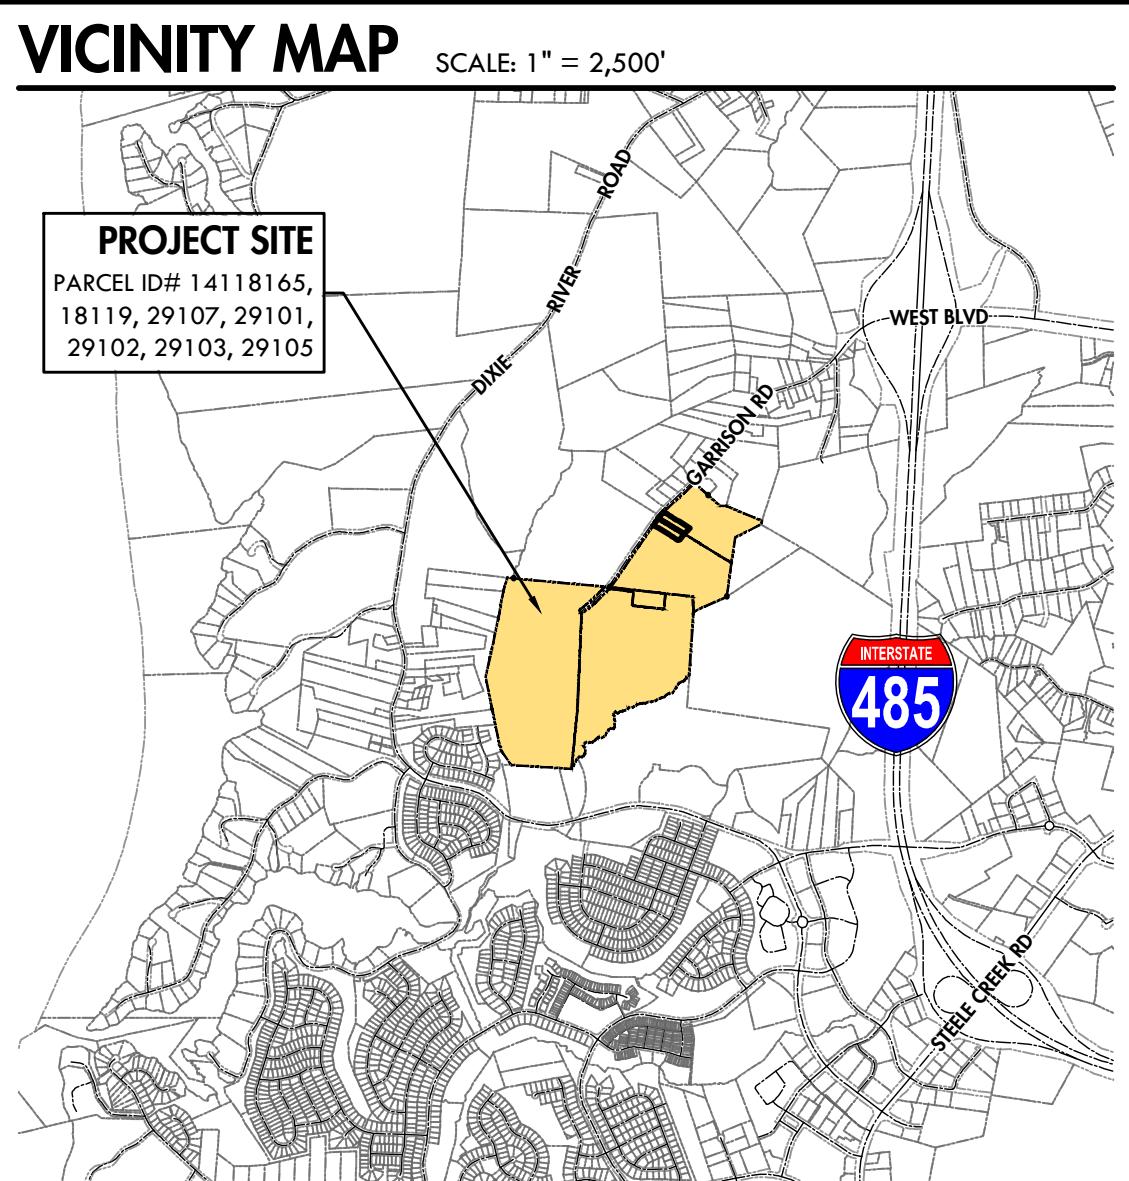 VICINITY MAP SCALE: 1" = 2,500'
ROAD
PROJECT SITE
PARCEL ID# 14118165,
18119, 29107, 29101,
29102, 29103, 29105
RIVER
WEST BLVD
DIXIE
GARRISON RD
INTERSTATE
485
STEELE CREEK RD